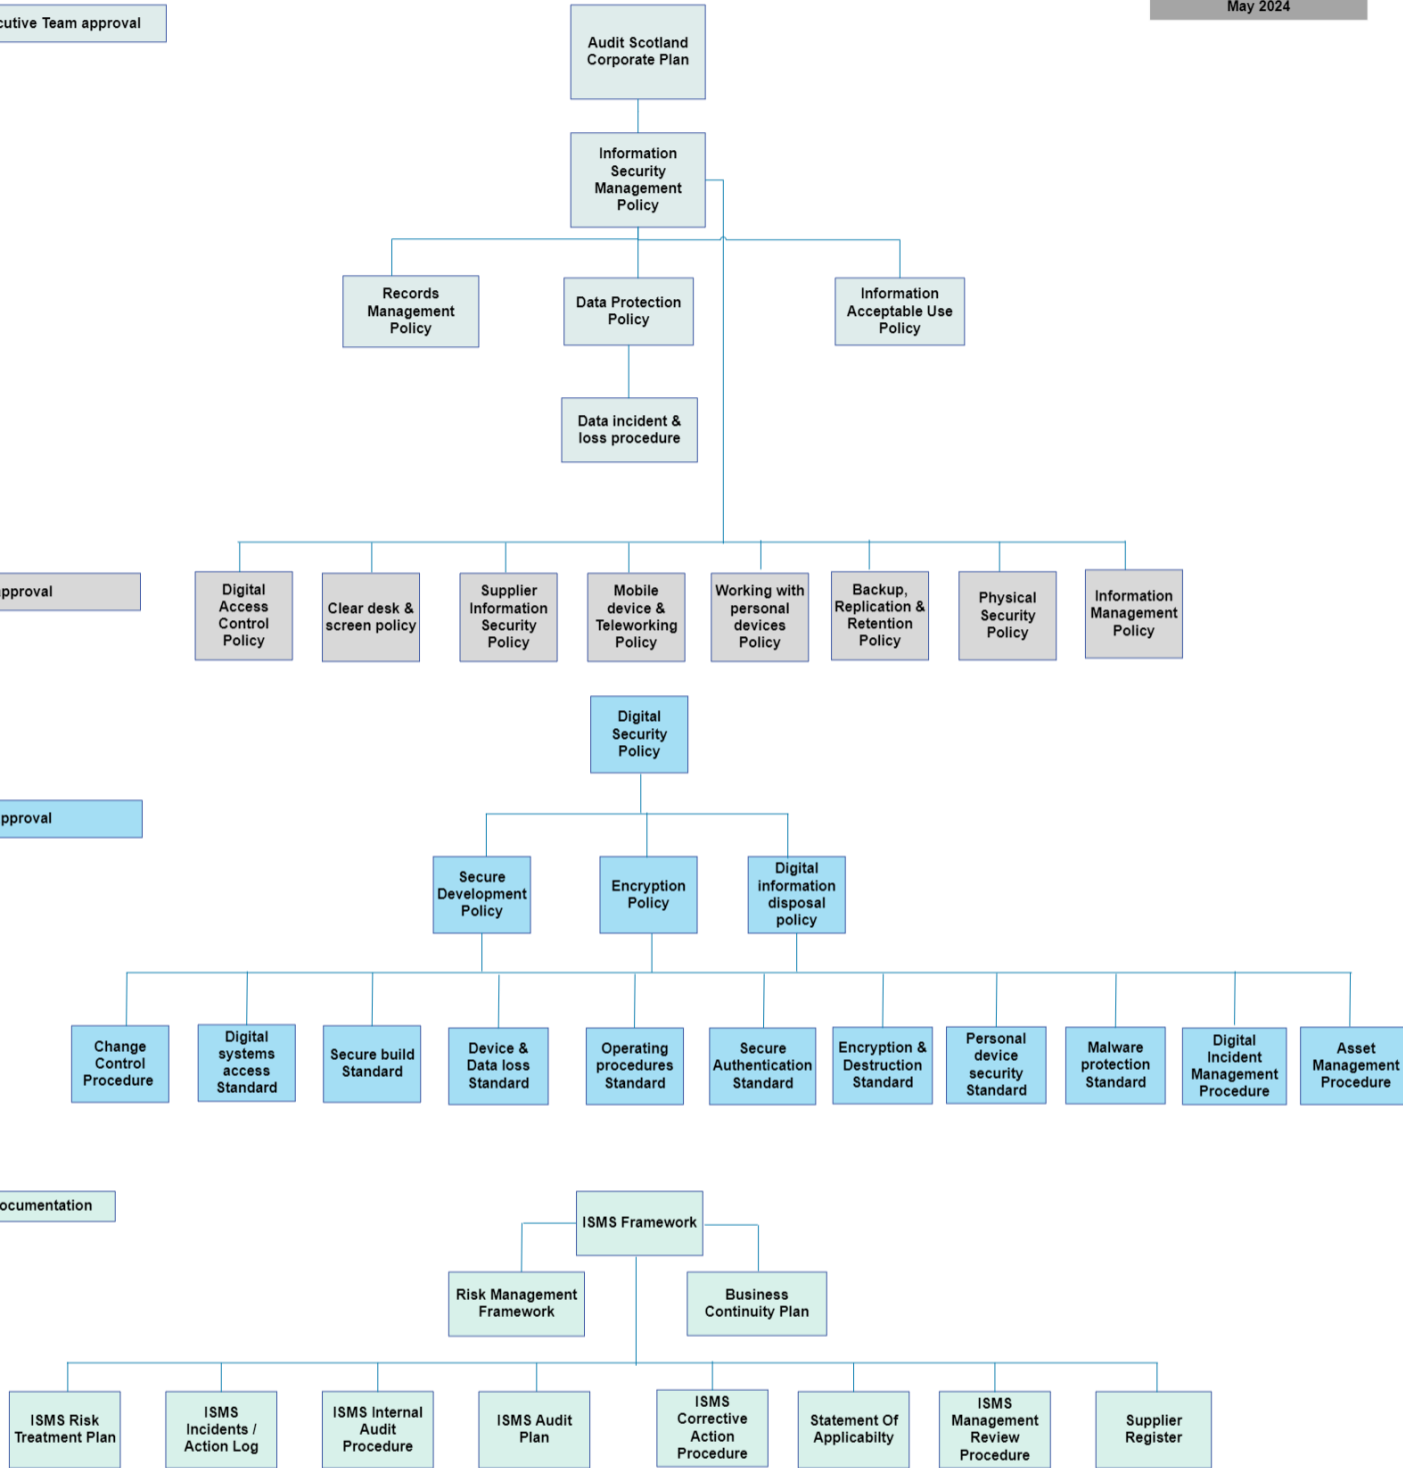 May 2024
Executive Team approval
Audit Scotland
Corporate Plan
Information
Security
Management
Policy
Records
Management
Policy
Data Protection
Policy
Information
Acceptable Use
Policy
Data incident &
loss procedure
approval
Digital
Access
Control
Policy
Clear desk &
screen policy
Supplier
Information
Security
Policy
Mobile
device &
Teleworking
Policy
Working with
personal
devices
Policy
Backup,
Replication &
Retention
Policy
Physical
Security
Policy
Information
Management
Policy
Digital
Security
Policy
approval
Secure
Development
Policy
Encryption
Policy
Digital
information
disposal
policy
Change
Control
Procedure
Digital
systems
access
Standard
Secure build
Standard
Device &
Data loss
Standard
Operating
procedures
Standard
Secure
Authentication
Standard
Encryption &
Destruction
Standard
Personal
device
security
Standard
Malware
protection
Standard
Digital
Incident
Management
Procedure
Asset
Management
Procedure
ocumentation
ISMS Framework
Risk Management
Framework
Business
Continuity Plan
ISMS Risk
Treatment Plan
ISMS
Incidents /
Action Log
ISMS Internal
Audit
Procedure
ISMS Audit
Plan
ISMS
Corrective
Action
Procedure
Statement Of
Applicabilty
ISMS
Management
Review
Procedure
Supplier
Register